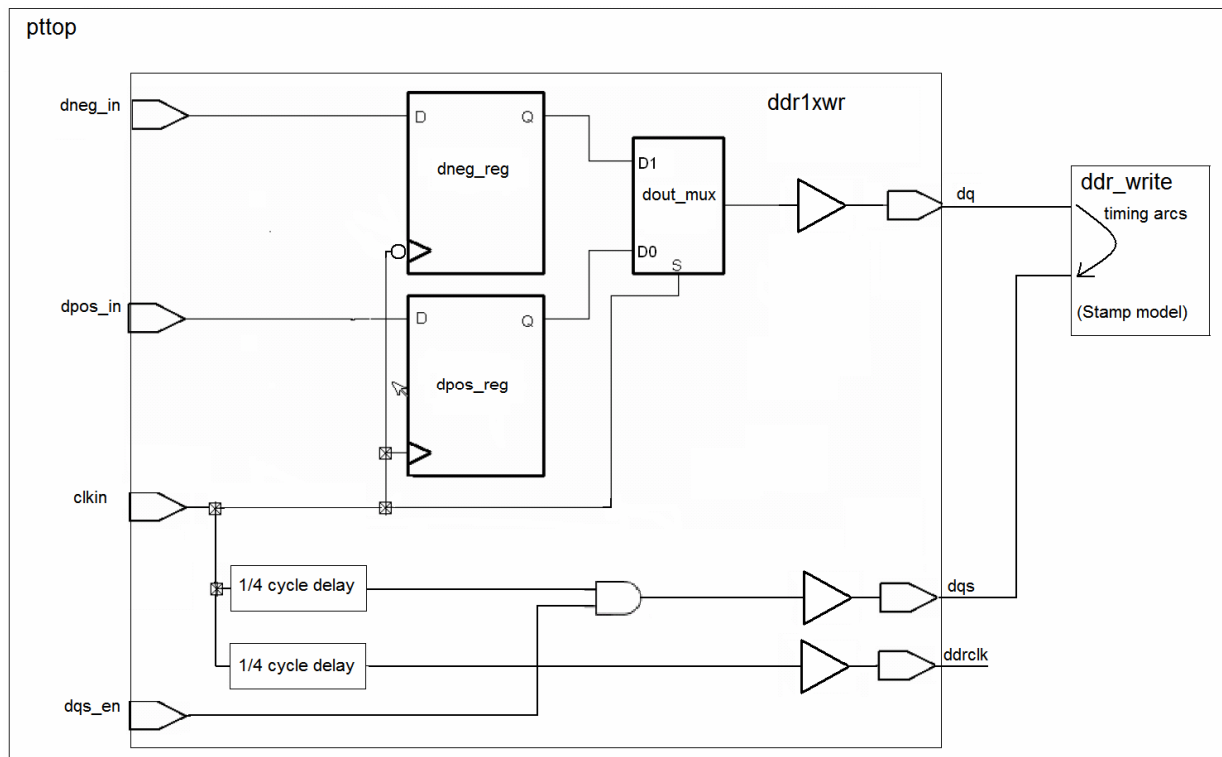 pttop
ddr1xwr
dneg_in
D
Q
dneg_reg
D1
dout_mux
D0
S
dq
ddr_write
timing arcs
(Stamp model)
dpos_in
D
Q
dpos_reg
clkin
1/4 cycle delay
dqs
1/4 cycle delay
ddrclk
dqs_en